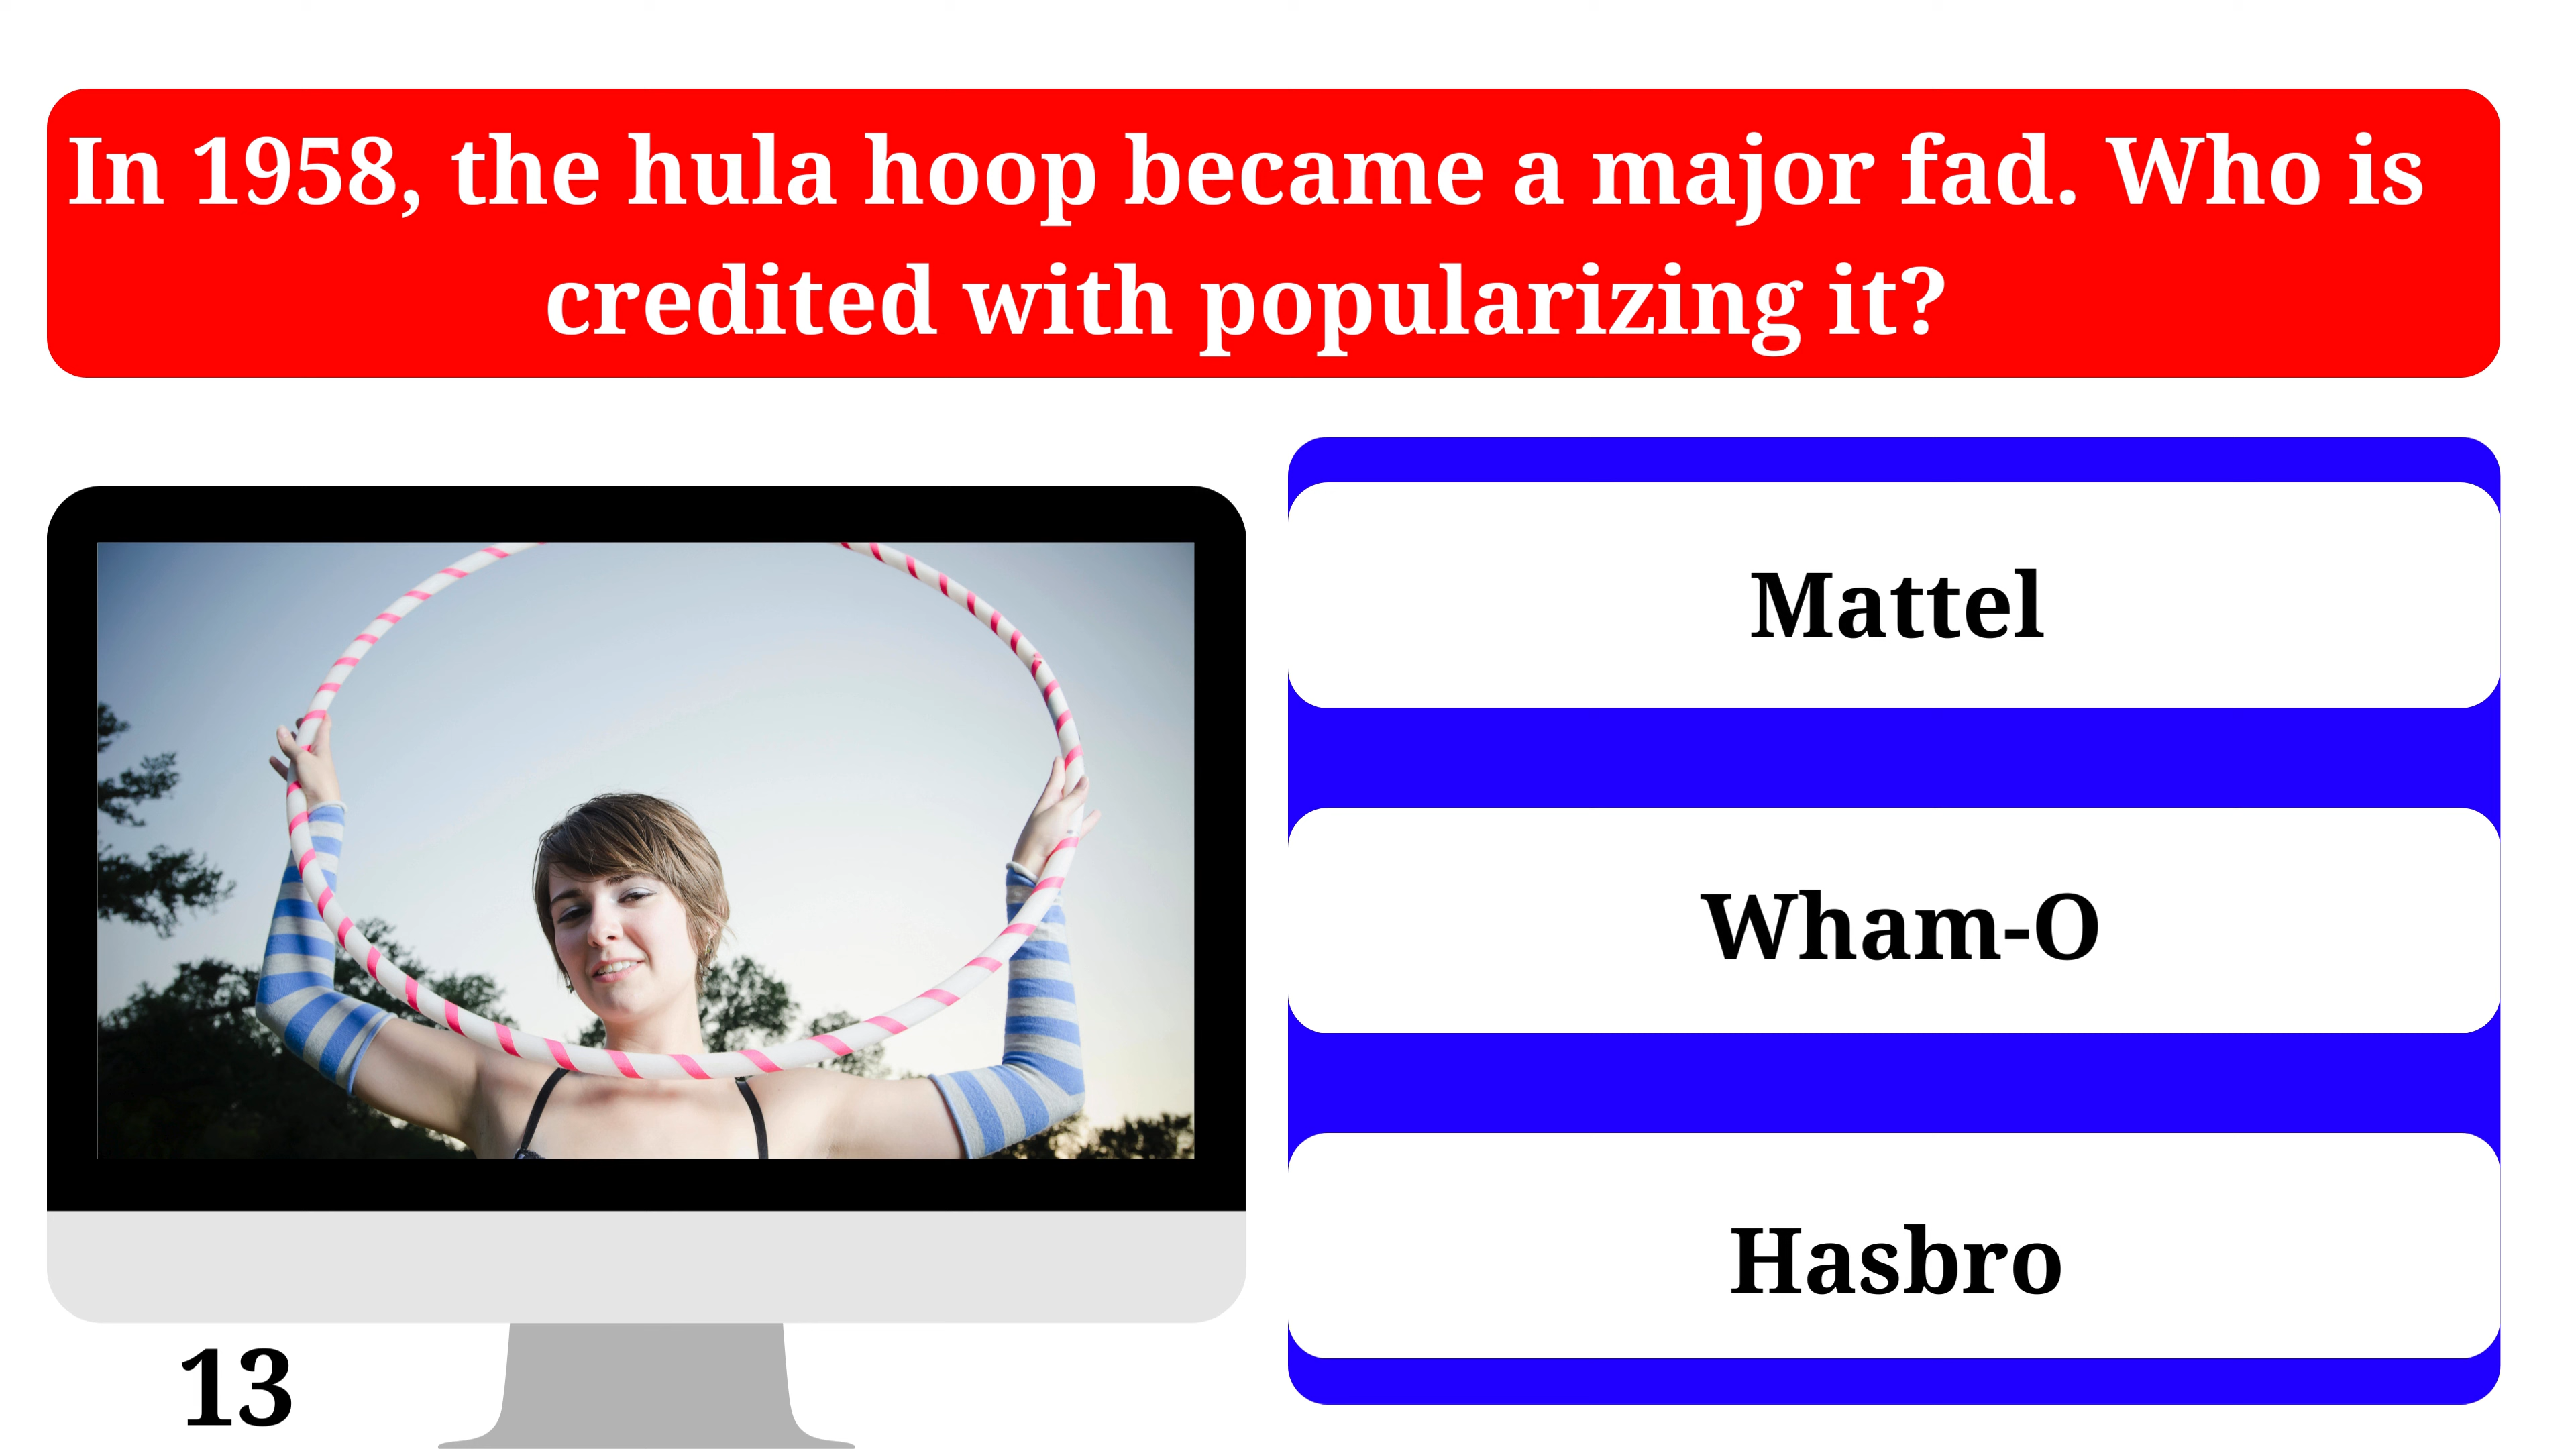 In 1958, the hula hoop became a major fad. Who is
credited with popularizing it?
Mattel
Wham-O
Hasbro
13